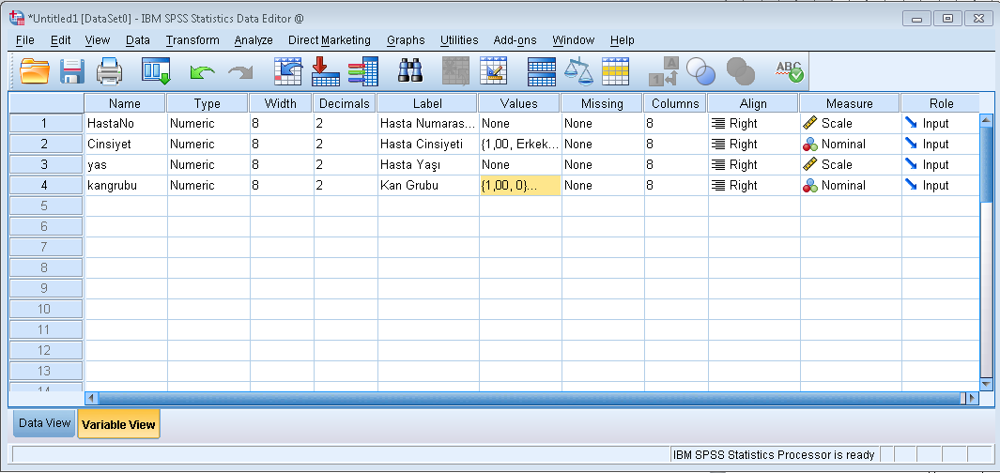 *Untitled1 [DataSet0] - IBM SPSS Statistics Data Editor @
File Edit View Data Transform Analyze Direct Marketing Graphs Utilities Add-ons Window Help
A
1
ABC
Name Type Width Decimals Label Values Missing Columns Align Measure Role
1 HastaNo Numeric 8 2 Hasta Numaras... None None 8 Right Scale Input
2 Cinsiyet Numeric 8 2 Hasta Cinsiyeti {1,00, Erkek... None 8 Right Nominal Input
3 yas Numeric 8 2 Hasta Yaşı None None 8 Right Scale Input
4 kangrubu Numeric 8 2 Kan Grubu {1,00, 0}... None 8 Right Nominal Input
5
6
7
8
9
10
11
12
13
14
Data View Variable View
IBM SPSS Statistics Processor is ready